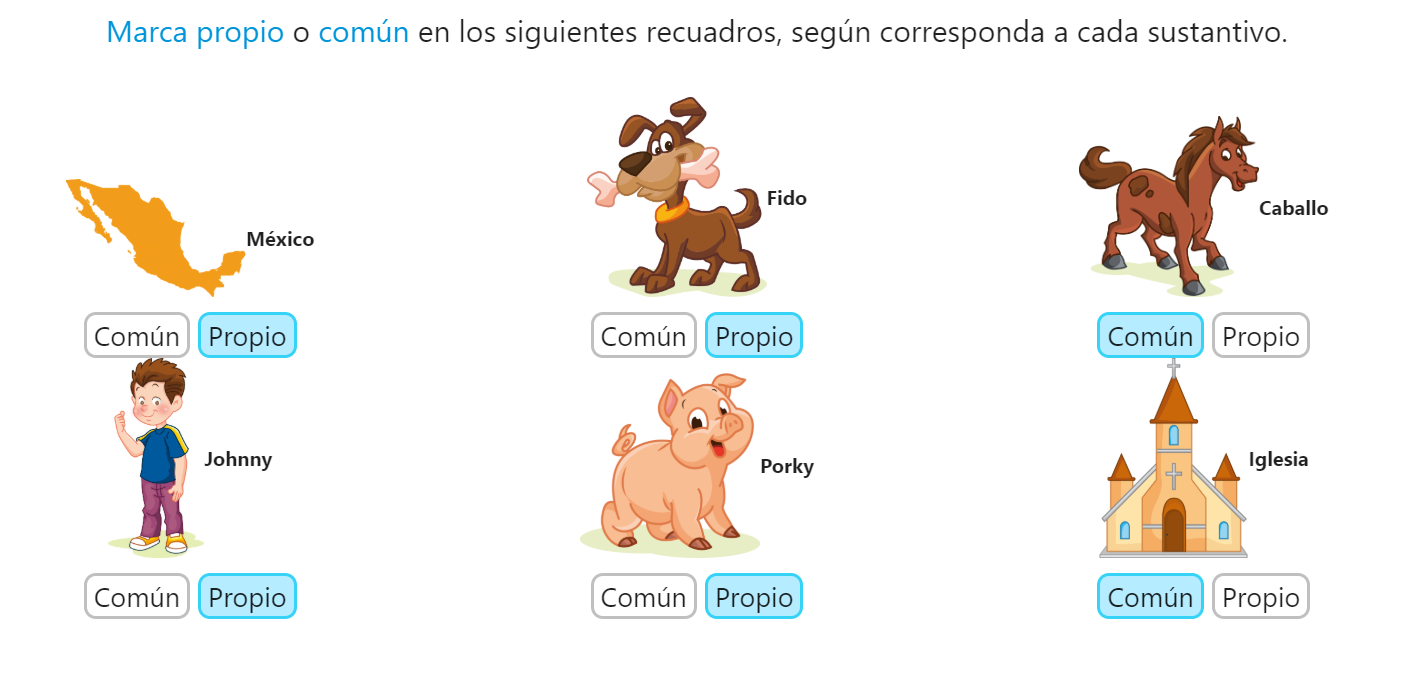 Marca propio o común en los siguientes recuadros, según corresponda a cada sustantivo.
México
Común Propio
Fido
Común Propio
Caballo
Común Propio
Johnny
Común Propio
Porky
Común Propio
Iglesia
Común Propio